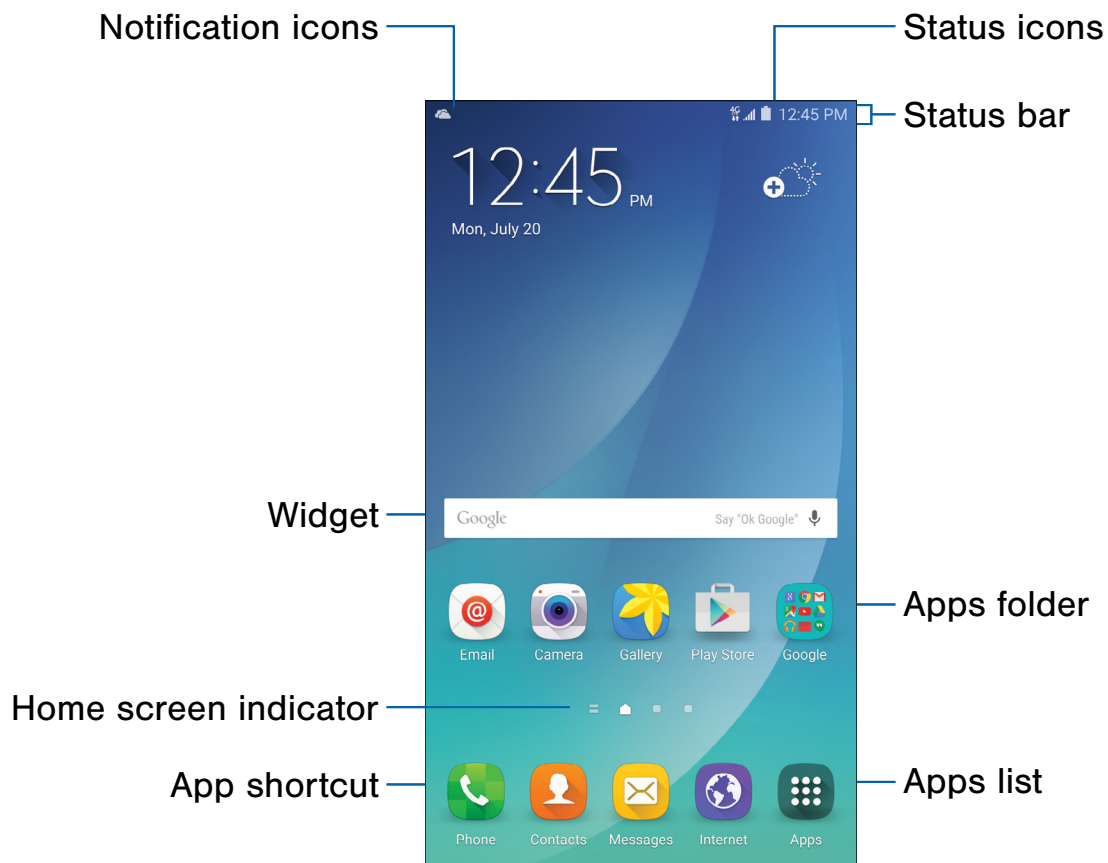 Notification icons
Status icons
4G
12:45 PM
Status bar
12:45 PM
Mon, July 20
Widget
Google
Say "Ok Google"
Apps folder
@
Email
Camera
Gallery
Play Store
Google
Home screen indicator
App shortcut
Apps list
Phone
Contacts
Messages
Internet
Apps